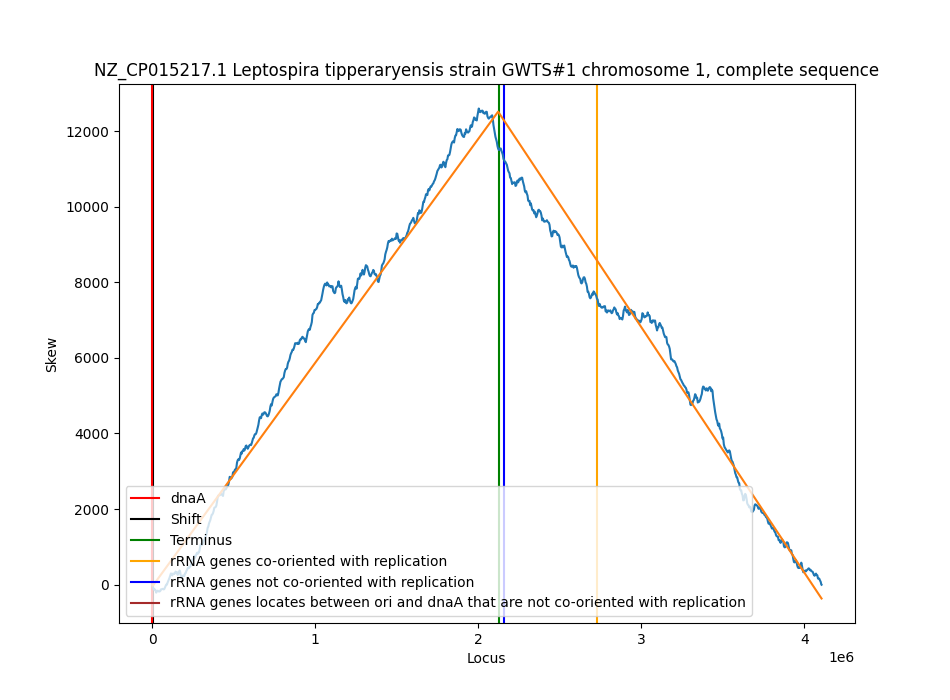 NZ_CP015217.1 Leptospira tipperaryensis strain GWTS#1 chromosome 1, complete sequence
12000
10000
8000
6000
4000
2000
0
Skew
dnaA
Shift
Terminus
rRNA genes co-oriented with replication
rRNA genes not co-oriented with replication
rRNA genes locates between ori and dnaA that are not co-oriented with replication
0 1 2 3 4
1e6
Locus